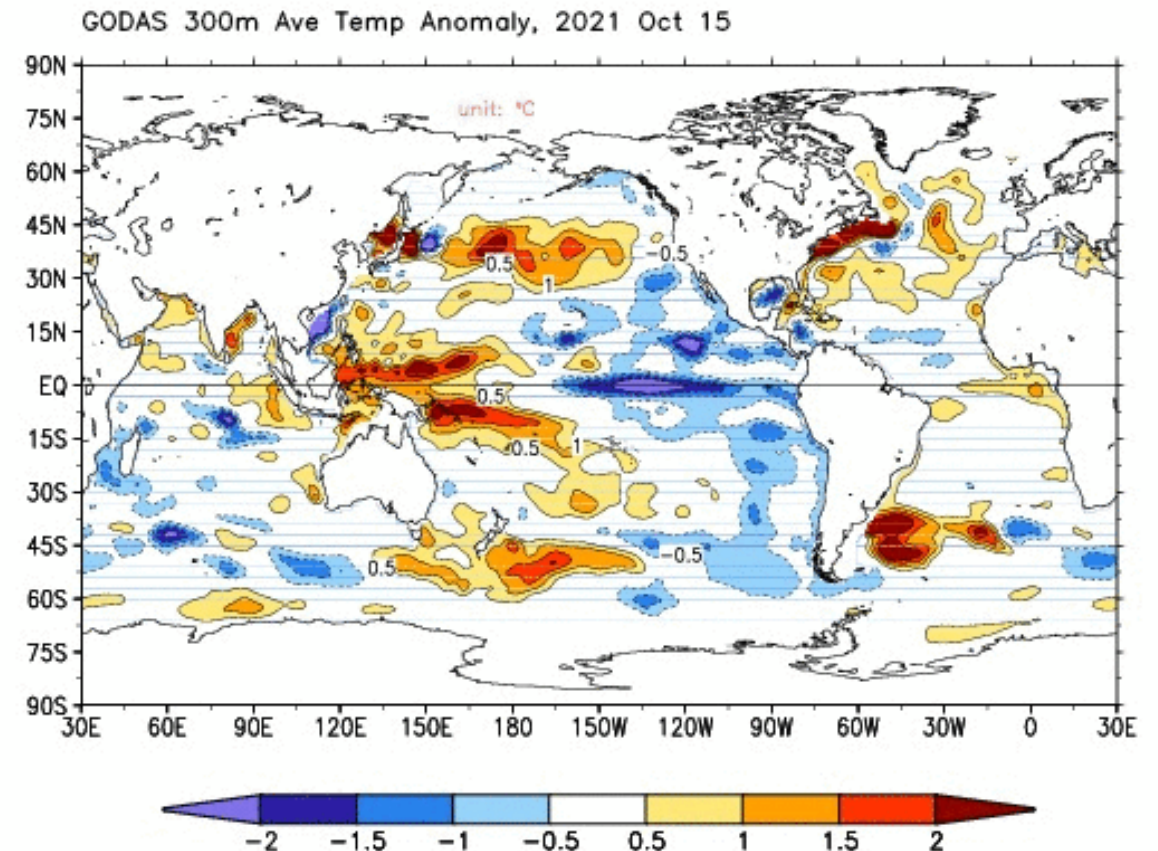 GODAS 300m Ave Temp Anomaly, 2021 Oct 15
90N
unit: °C
75N
60N
45N
-0.5
0.5
1
30N
15N
EQ
0.5
15S
0.5
1
30S
45S
0.5
-0.5
60S
75S
90S
30E 60E 90E 120E 150E 180 150W 120W 90W 60W 30W 0 30E
-2 -1.5 -1 -0.5 0.5 1 1.5 2